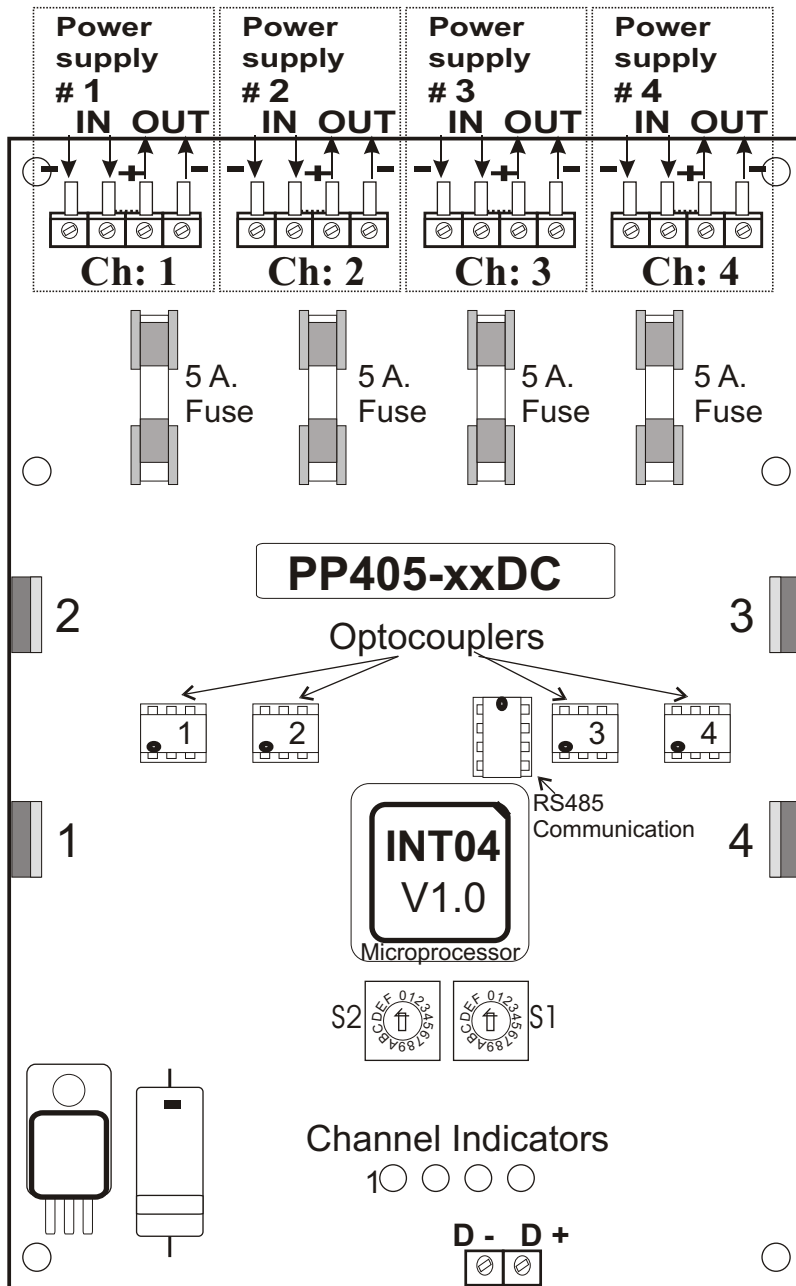 Power supply # 1
Power supply # 2
Power supply # 3
Power supply # 4
IN OUT
IN OUT
IN OUT
IN OUT
- + -
- + -
- + -
- + -
Ch: 1
Ch: 2
Ch: 3
Ch: 4
5 A.
Fuse
5 A.
Fuse
5 A.
Fuse
5 A.
Fuse
PP405-xxDC
2
3
Optocouplers
1
2
3
4
RS485
Communication
1
4
INT04
V1.0
Microprocessor
S2
0123456789ABCDEF
0123456789ABCDEF
S1
Channel Indicators
1
D - D +